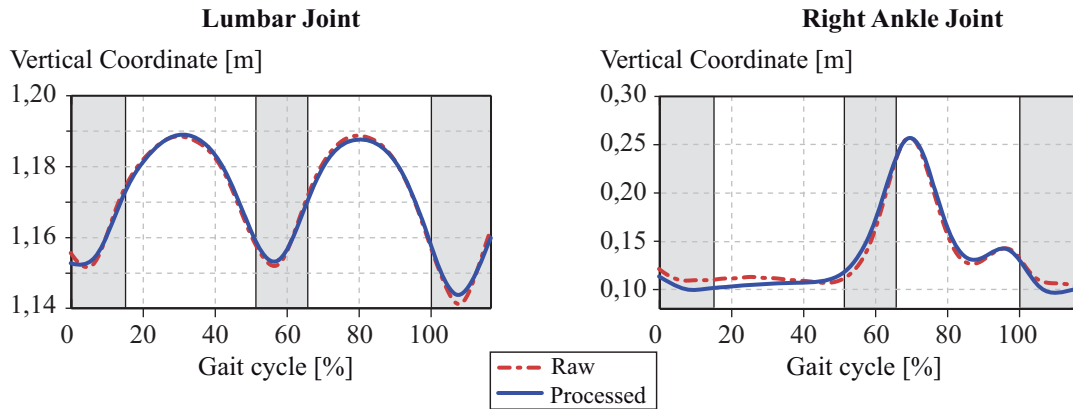 Lumbar Joint
Vertical Coordinate [m]
1,20
1,18
1,16
1,14
0 20 40 60 80 100
Gait cycle [%]
Right Ankle Joint
Vertical Coordinate [m]
0,30
0,25
0,20
0,15
0,10
0 20 40 60 80 100
Gait cycle [%]
Raw
Processed